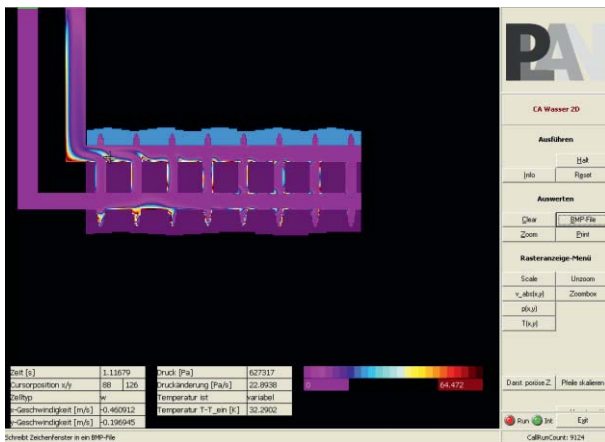 PLAN
CA Wasser 2D
Ausführen
Halt
Info Reset
Auswerten
Clear BMP-File
Zoom Print
Rasteranzeige-Menü
Scale Unzoom
v_abs(x,y) Zoombox
p(x,y)
T(x,y)
Darst. poröse Z. Pfeile skalieren
Run Int Exit
CallRunCount: 9124
Zeit [s] 1.11679
Cursorposition x/y 88 126
Zelltyp w
x-Geschwindigkeit [m/s] -0.460912
y-Geschwindigkeit [m/s] -0.196945
Druck [Pa] 627317
Druckänderung [Pa/s] 22.8938
Temperatur ist variabel
Temperatur T-T_ein [K] 32.2902
0 64.472
Schreibt Zeichenfenster in ein BMP-File